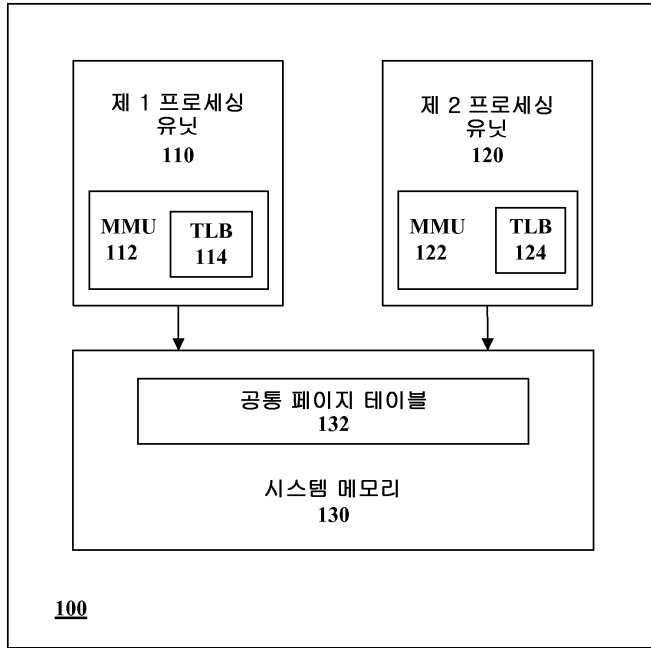 제 1 프로세싱
유닛
110
MMU
112
TLB
114
제 2 프로세싱
유닛
120
MMU
122
TLB
124
공통 페이지 테이블
132
시스템 메모리
130
100